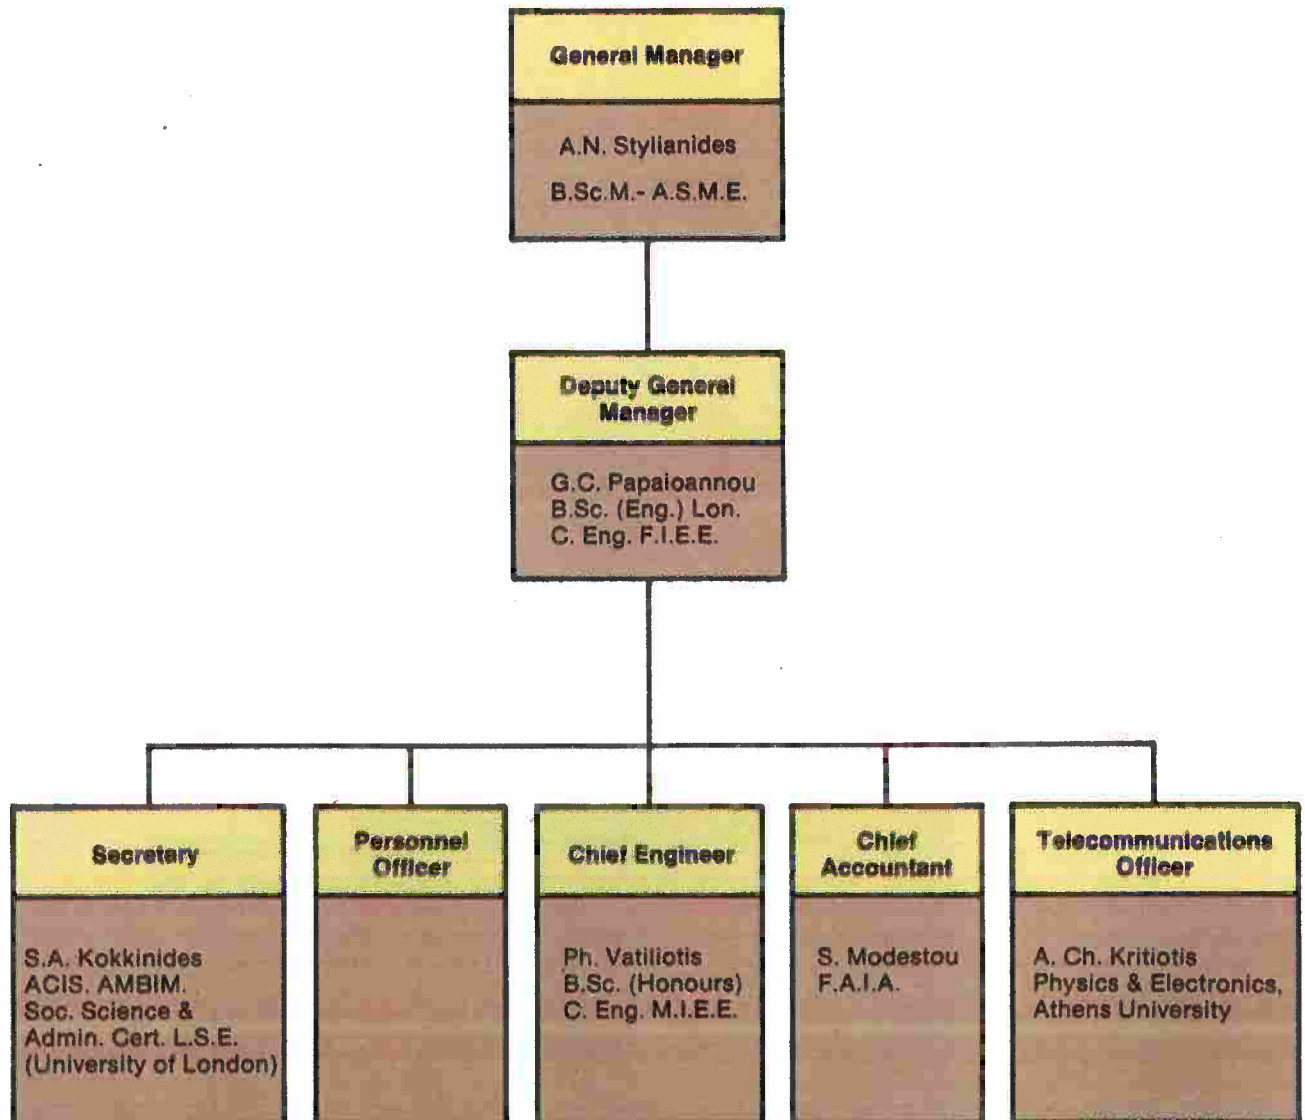 General Manager
A.N. Stylianides
B.Sc.M.- A.S.M.E.
Deputy General
Manager
G.C. Papaioannou
B.Sc. (Eng.) Lon.
C. Eng. F.I.E.E.
Secretary
S.A. Kokkinides
ACIS. AMBIM.
Soc. Science &
Admin. Cert. L.S.E.
(University of London)
Personnel
Officer
Chief Engineer
Ph. Vatiliotis
B.Sc. (Honours)
C. Eng. M.I.E.E.
Chief
Accountant
S. Modestou
F.A.I.A.
Telecommunications
Officer
A. Ch. Kritiotis
Physics & Electronics,
Athens University